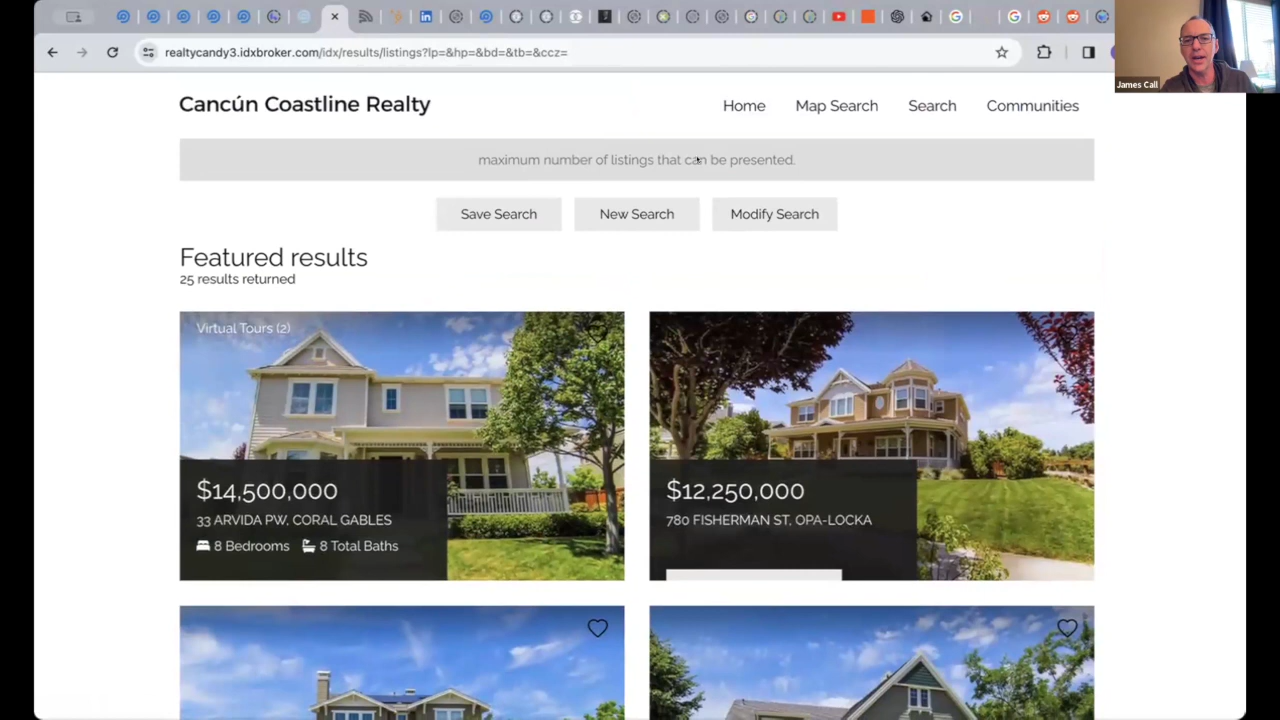 realtycandy3.idxbroker.com/idx/results/listings?lp=&hp=&bd=&tb=&ccz=
James Call
Cancún Coastline Realty
Home Map Search Search Communities
maximum number of listings that can be presented.
Save Search New Search Modify Search
Featured results
25 results returned
Virtual Tours (2)
$14,500,000
33 ARVIDA PW, CORAL GABLES
8 Bedrooms 8 Total Baths
$12,250,000
780 FISHERMAN ST, OPA-LOCKA